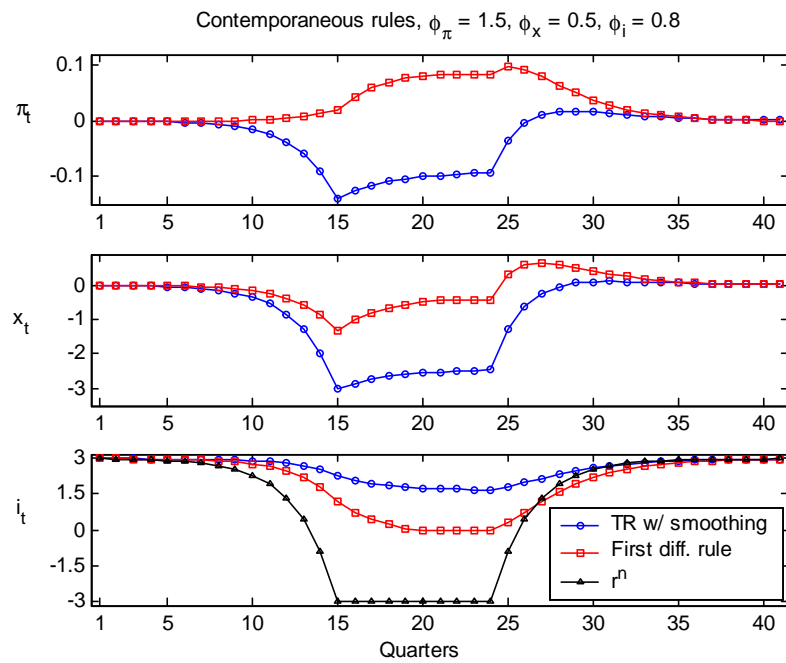 Contemporaneous rules, ϕπ = 1.5, ϕx = 0.5, ϕi = 0.8
0.1
0
-0.1
πt
1 5 10 15 20 25 30 35 40
0
-1
-2
-3
xt
1 5 10 15 20 25 30 35 40
3
1.5
0
-1.5
-3
it
TR w/ smoothing
First diff. rule
rn
1 5 10 15 20 25 30 35 40
Quarters